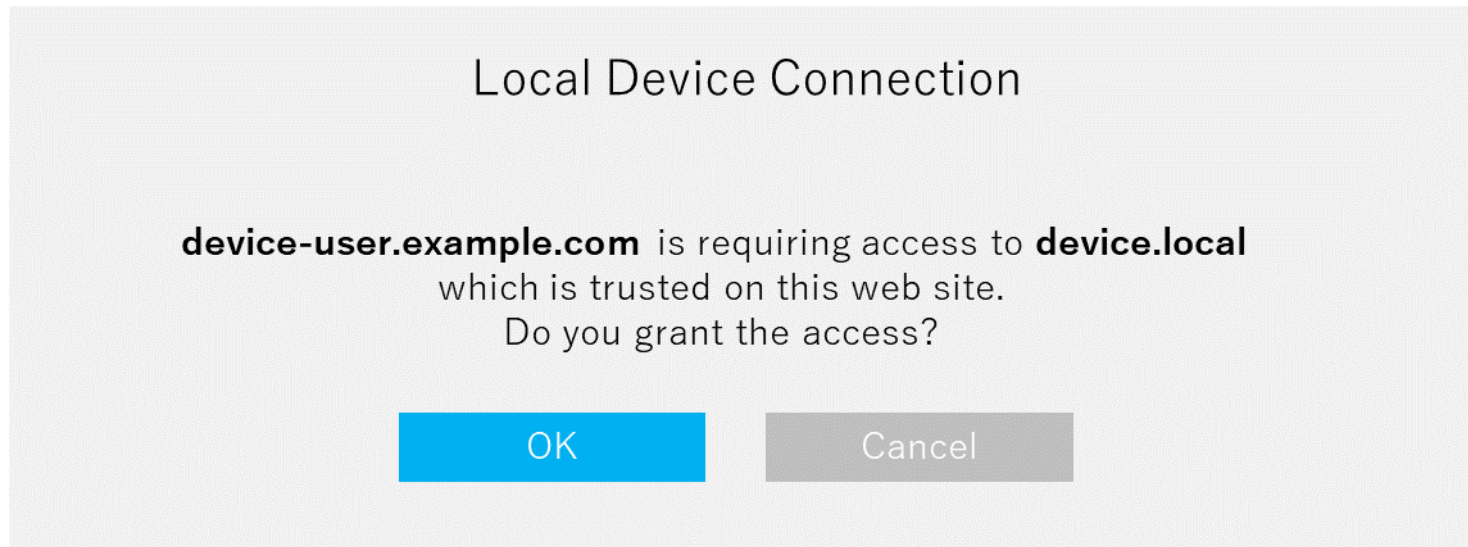 Local Device Connection
device-user.example.com is requiring access to device.local
which is trusted on this web site.
Do you grant the access?
OK
Cancel